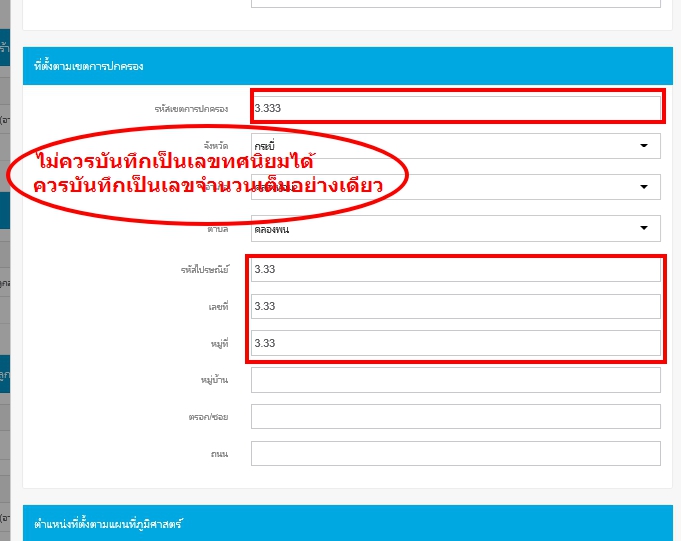 ที่ตั้งตามเขตการปกครอง
รหัสเขตการปกครอง 3.333
จังหวัด กระบี่
ไม่ควรบันทึกเป็นเลขทศนิยมได้
ควรบันทึกเป็นเลขจำนวนเต็มอย่างเดียว
ตำบล คลองพน
รหัสไปรษณีย์ 3.33
เลขที่ 3.33
หมู่ที่ 3.33
หมู่บ้าน
ตรอก/ซอย
ถนน
ตำแหน่งที่ตั้งตามแผนที่ภูมิศาสตร์